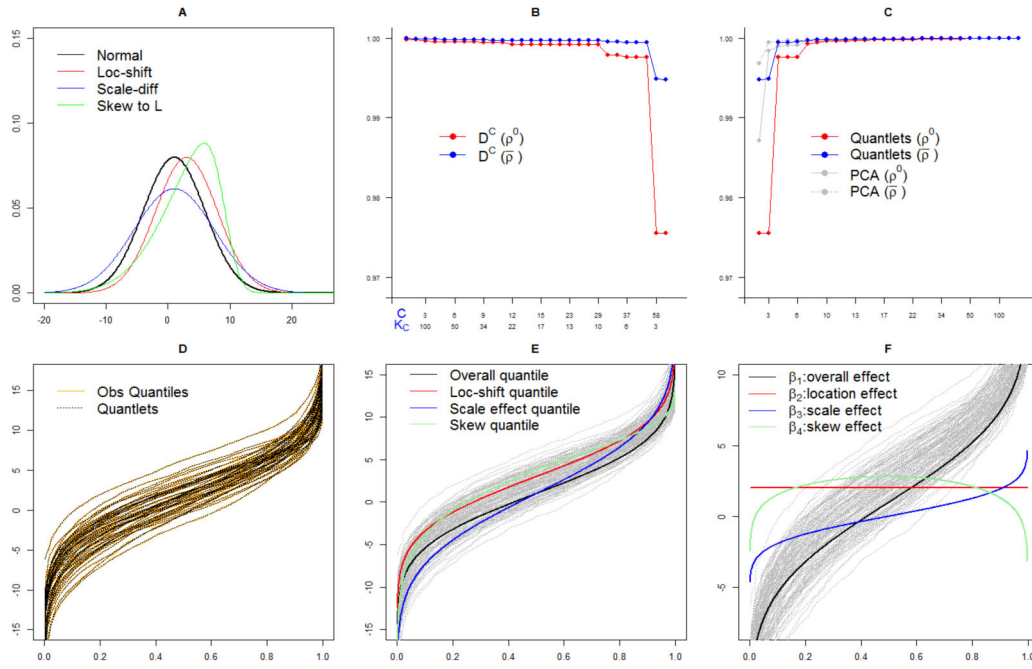 A
0.15
0.10
0.05
0.00
Normal
Loc-shift
Scale-diff
Skew to L
-20 -10 0 10 20
B
1.00
0.99
0.98
0.97
D^C (ρ^0)
D^C (ρ̅ )
C 3 6 9 12 15 23 29 37 58
K_C 100 50 34 22 17 13 10 6 3
C
1.00
0.99
0.98
0.97
Quantlets (ρ^0)
Quantlets (ρ̅ )
PCA (ρ^0)
PCA (ρ̅ )
3 6 10 13 17 22 34 50 100
D
15
10
5
0
-5
-10
-15
Obs Quantiles
Quantlets
0.0 0.2 0.4 0.6 0.8 1.0
E
15
10
5
0
-5
-10
-15
Overall quantile
Loc-shift quantile
Scale effect quantile
Skew quantile
0.0 0.2 0.4 0.6 0.8 1.0
F
10
5
0
-5
β₁:overall effect
β₂:location effect
β₃:scale effect
β₄:skew effect
0.0 0.2 0.4 0.6 0.8 1.0